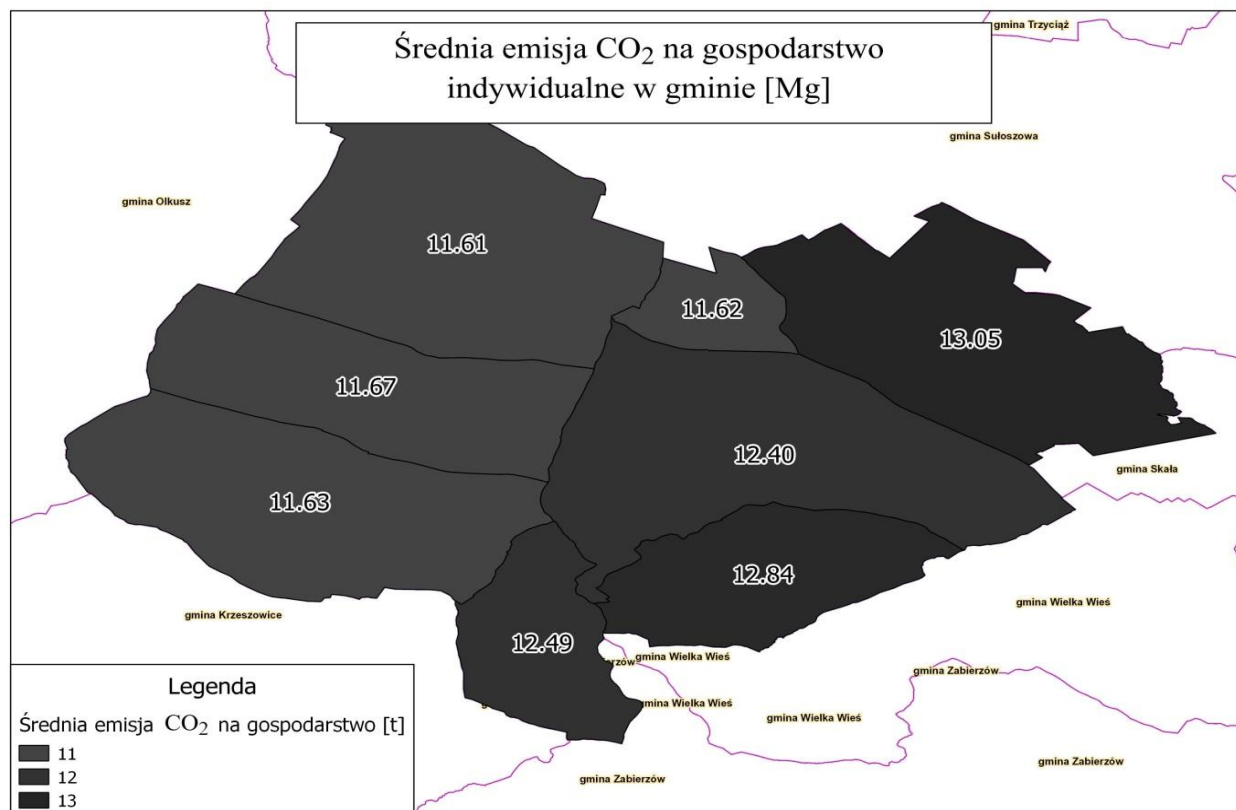 gmina Trzyciąż
Średnia emisja CO₂ na gospodarstwo
indywidualne w gminie [Mg]
gmina Sułoszowa
gmina Olkusz
11.61
11.62
13.05
11.67
12.40
gmina Skała
11.63
12.84
gmina Wielka Wieś
gmina Krzeszowice
12.49
gmina Wielka Wieś
gmina Zabierzów
gmina Wielka Wieś
gmina Wielka Wieś
gmina Zabierzów
gmina Zabierzów
Legenda
Średnia emisja CO₂ na gospodarstwo [t]
11
12
13